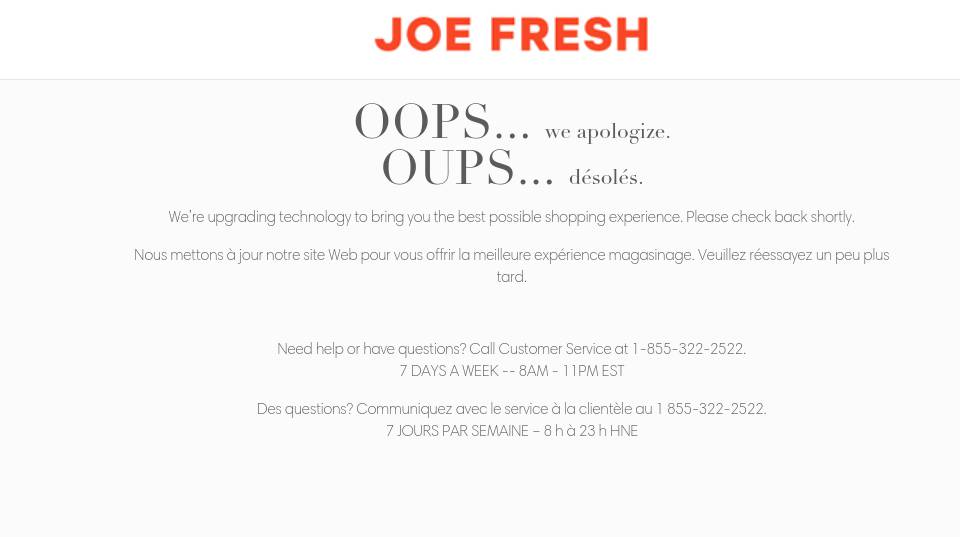 JOE FRESH
OOPS... we apologize.
OUPS... désolés.
We're upgrading technology to bring you the best possible shopping experience. Please check back shortly.
Nous mettons à jour notre site Web pour vous offrir la meilleure expérience magasinage. Veuillez réessayez un peu plus
tard.
Need help or have questions? Call Customer Service at 1-855-322-2522.
7 DAYS A WEEK -- 8AM - 11PM EST
Des questions? Communiquez avec le service à la clientèle au 1 855-322-2522.
7 JOURS PAR SEMAINE – 8 h à 23 h HNE